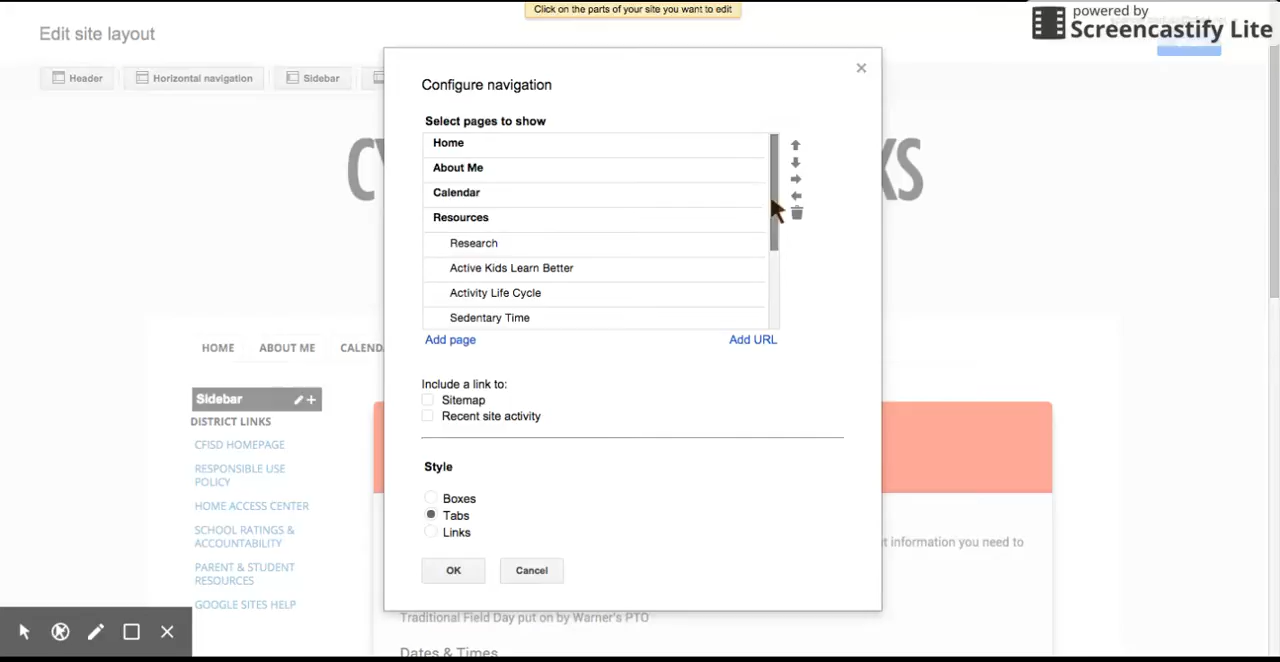 Click on the parts of your site you want to edit
powered by
Screencastify Lite
Edit site layout
Header
Horizontal navigation
Sidebar
Configure navigation
Select pages to show
Home
About Me
Calendar
Resources
Research
Active Kids Learn Better
Activity Life Cycle
Sedentary Time
Add page
Add URL
HOME
ABOUT ME
Include a link to:
Sitemap
Recent site activity
Sidebar
DISTRICT LINKS
CFISD HOMEPAGE
RESPONSIBLE USE
POLICY
HOME ACCESS CENTER
SCHOOL RATINGS &
ACCOUNTABILITY
PARENT & STUDENT
RESOURCES
GOOGLE SITES HELP
Style
Boxes
Tabs
Links
OK
Cancel
information you need to
Traditional Field Day put on by Warner's PTO
Dates & Times